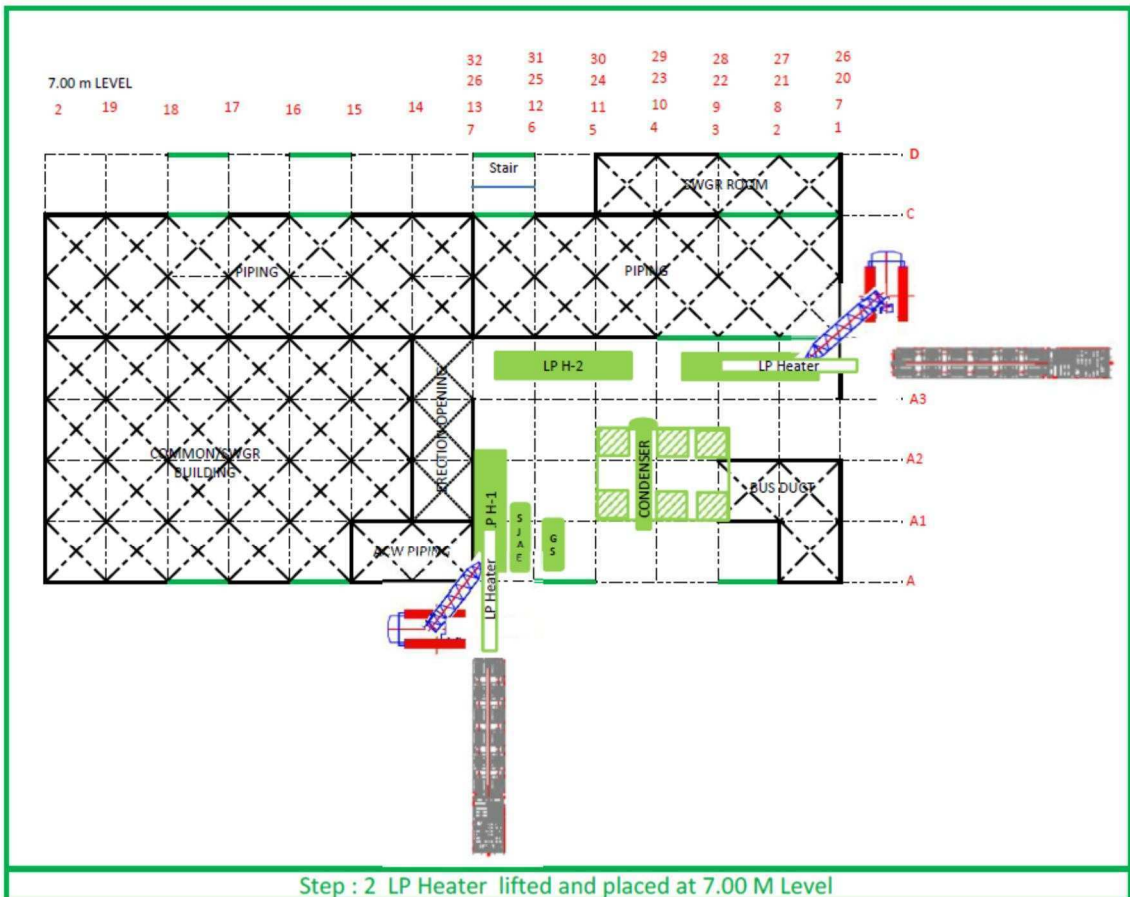 32 31 30 29 28 27 26
7.00 m LEVEL 26 25 24 23 22 21 20
2 19 18 17 16 15 14 13 12 11 10 9 8 7
7 6 5 4 3 2 1
D
Stair
SWGR ROOM
C
PIPING PIPING
LP H-2 LP Heater
ERECTION OPENING
A3
COMMON/SWGR
BUILDING
CONDENSER
A2
BUS DUCT
LP H-1
SJAE
GS
A1
ACW PIPING
LP Heater
A
Step : 2 LP Heater lifted and placed at 7.00 M Level